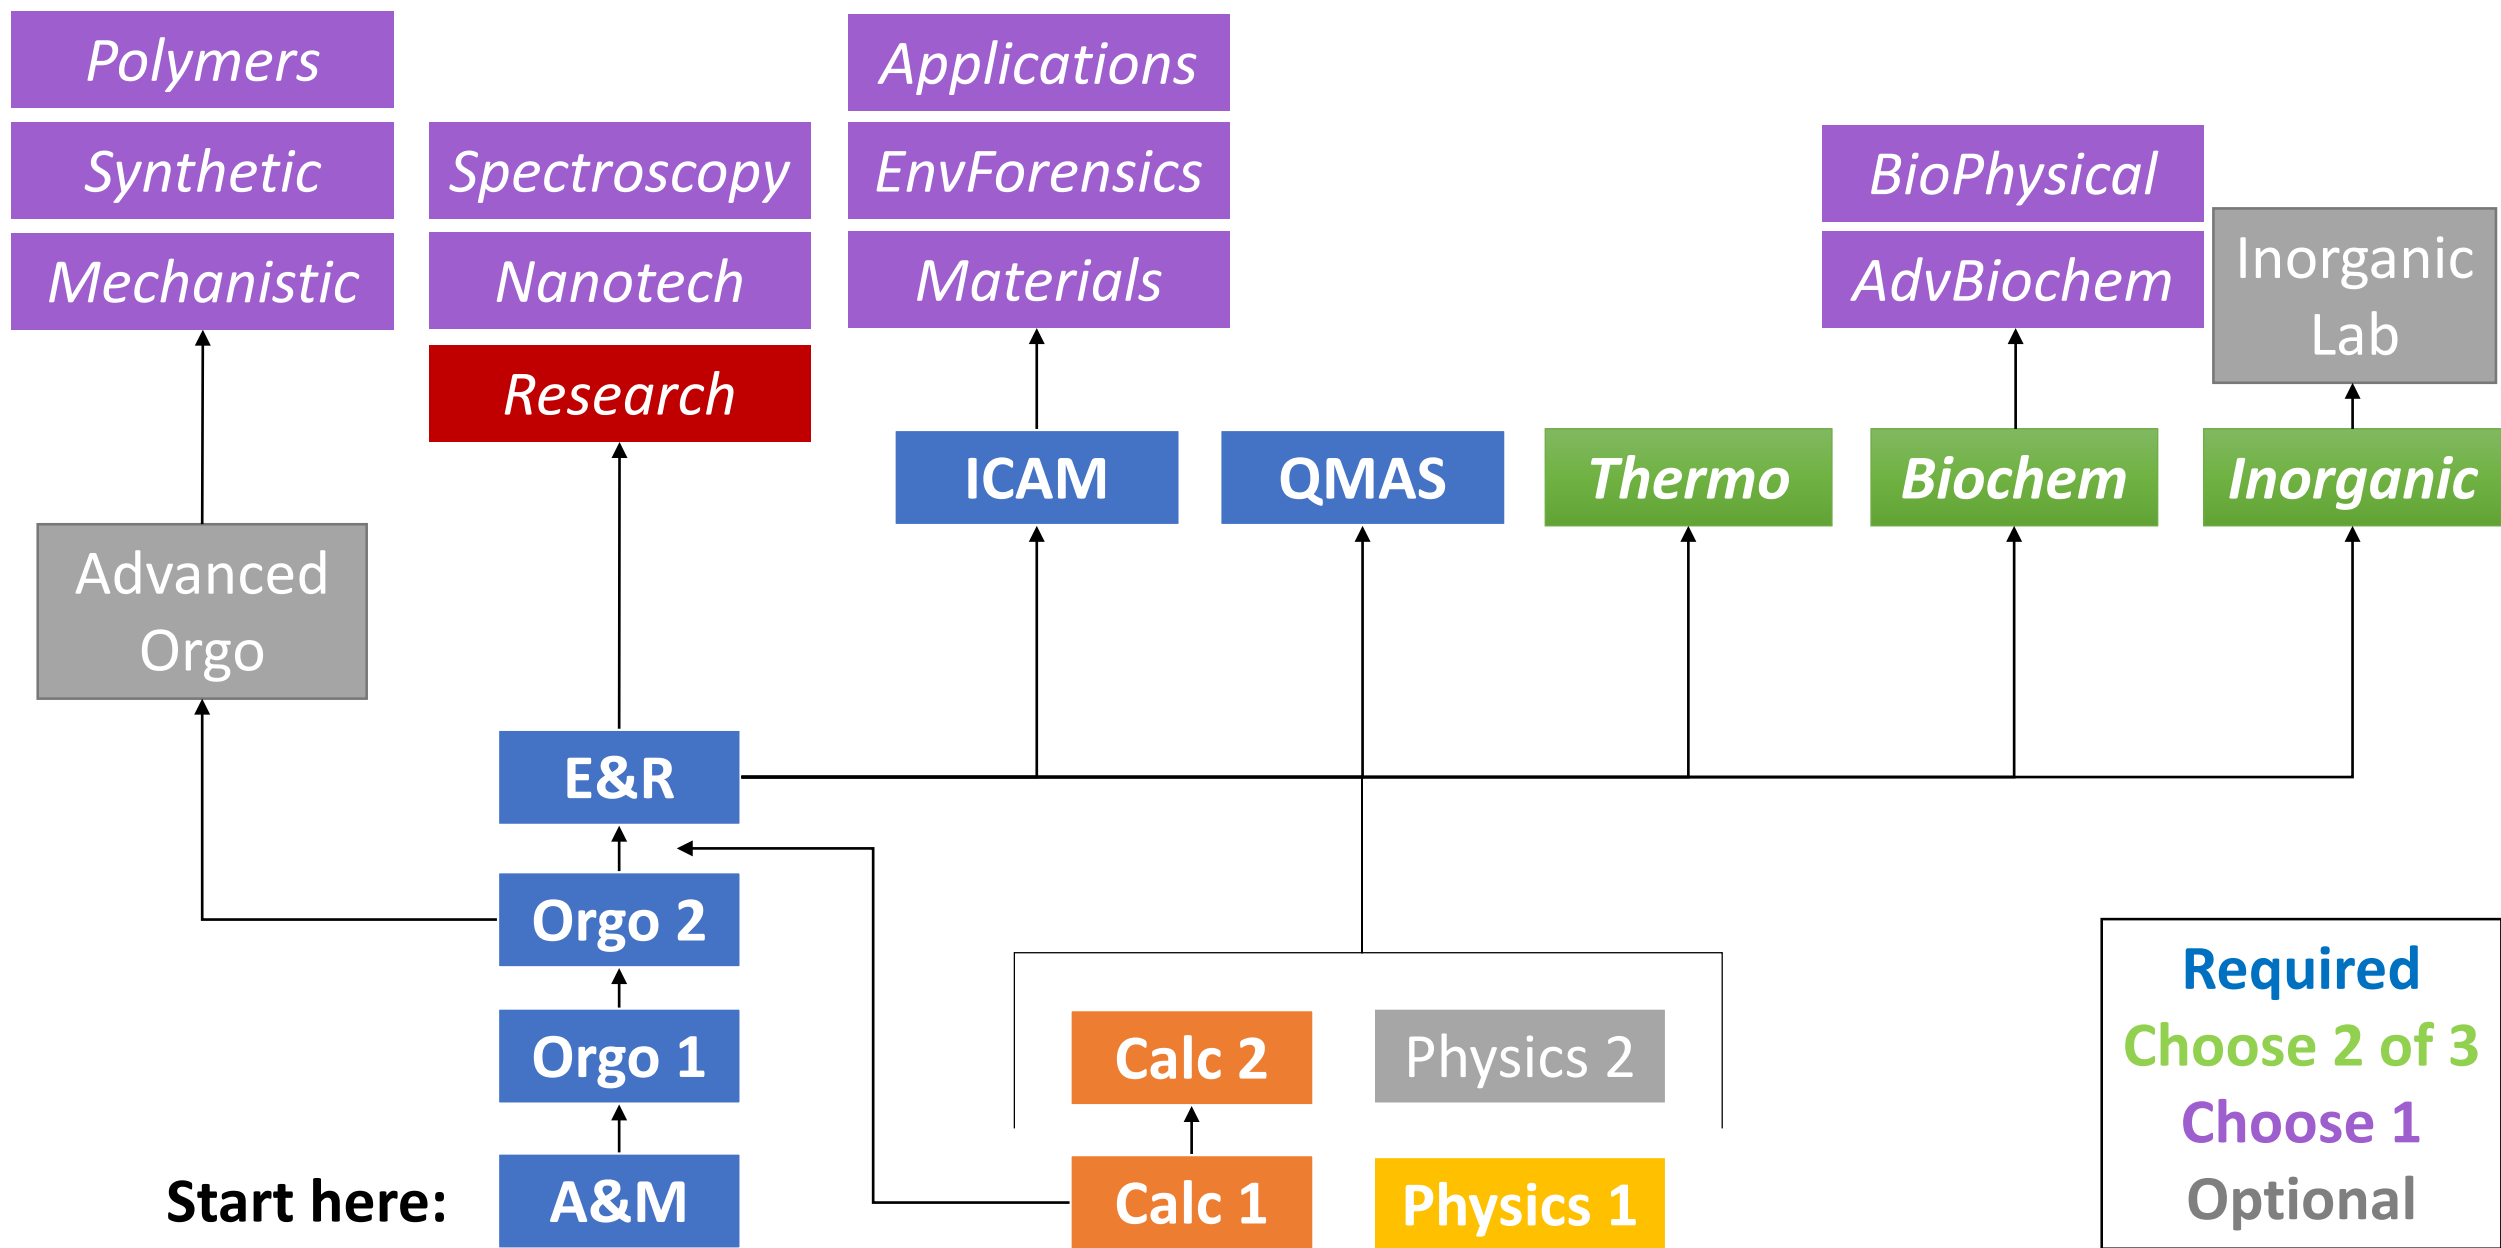 Polymers
Synthetic
Mechanistic
Spectroscopy
Nanotech
Research
Applications
EnvForensics
Materials
BioPhysical
AdvBiochem
Inorganic
Lab
ICAM
QMAS
Thermo
Biochem
Inorganic
Advanced
Orgo
E&R
Orgo 2
Orgo 1
Start here:
A&M
Calc 2
Physics 2
Calc 1
Physics 1
Required
Choose 2 of 3
Choose 1
Optional